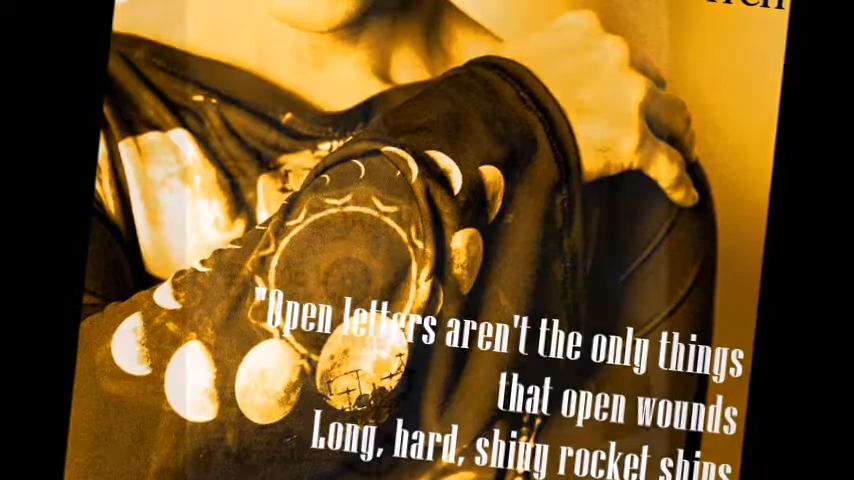 "Open letters aren't the only things
that open wounds
Long, hard, shiny rocket ships